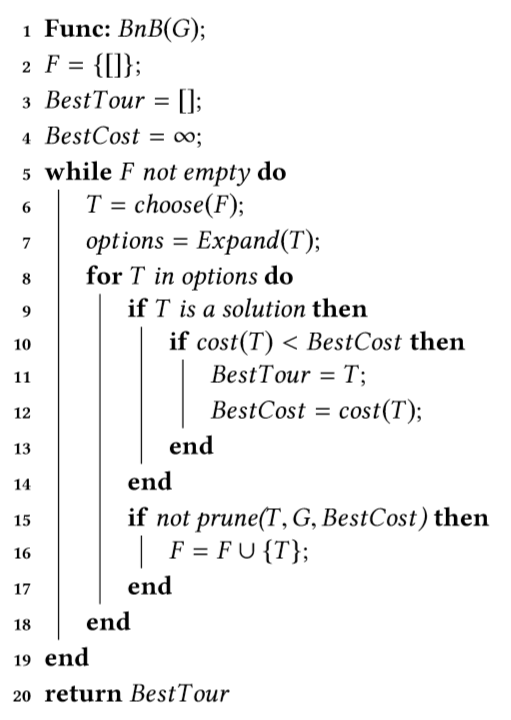 1 Func: BnB(G);
2 F = {[]};
3 BestTour = [];
4 BestCost = ∞;
5 while F not empty do
6 T = choose(F);
7 options = Expand(T);
8 for T in options do
9 if T is a solution then
10 if cost(T) < BestCost then
11 BestTour = T;
12 BestCost = cost(T);
13 end
14 end
15 if not prune(T, G, BestCost) then
16 F = F ∪ {T};
17 end
18 end
19 end
20 return BestTour